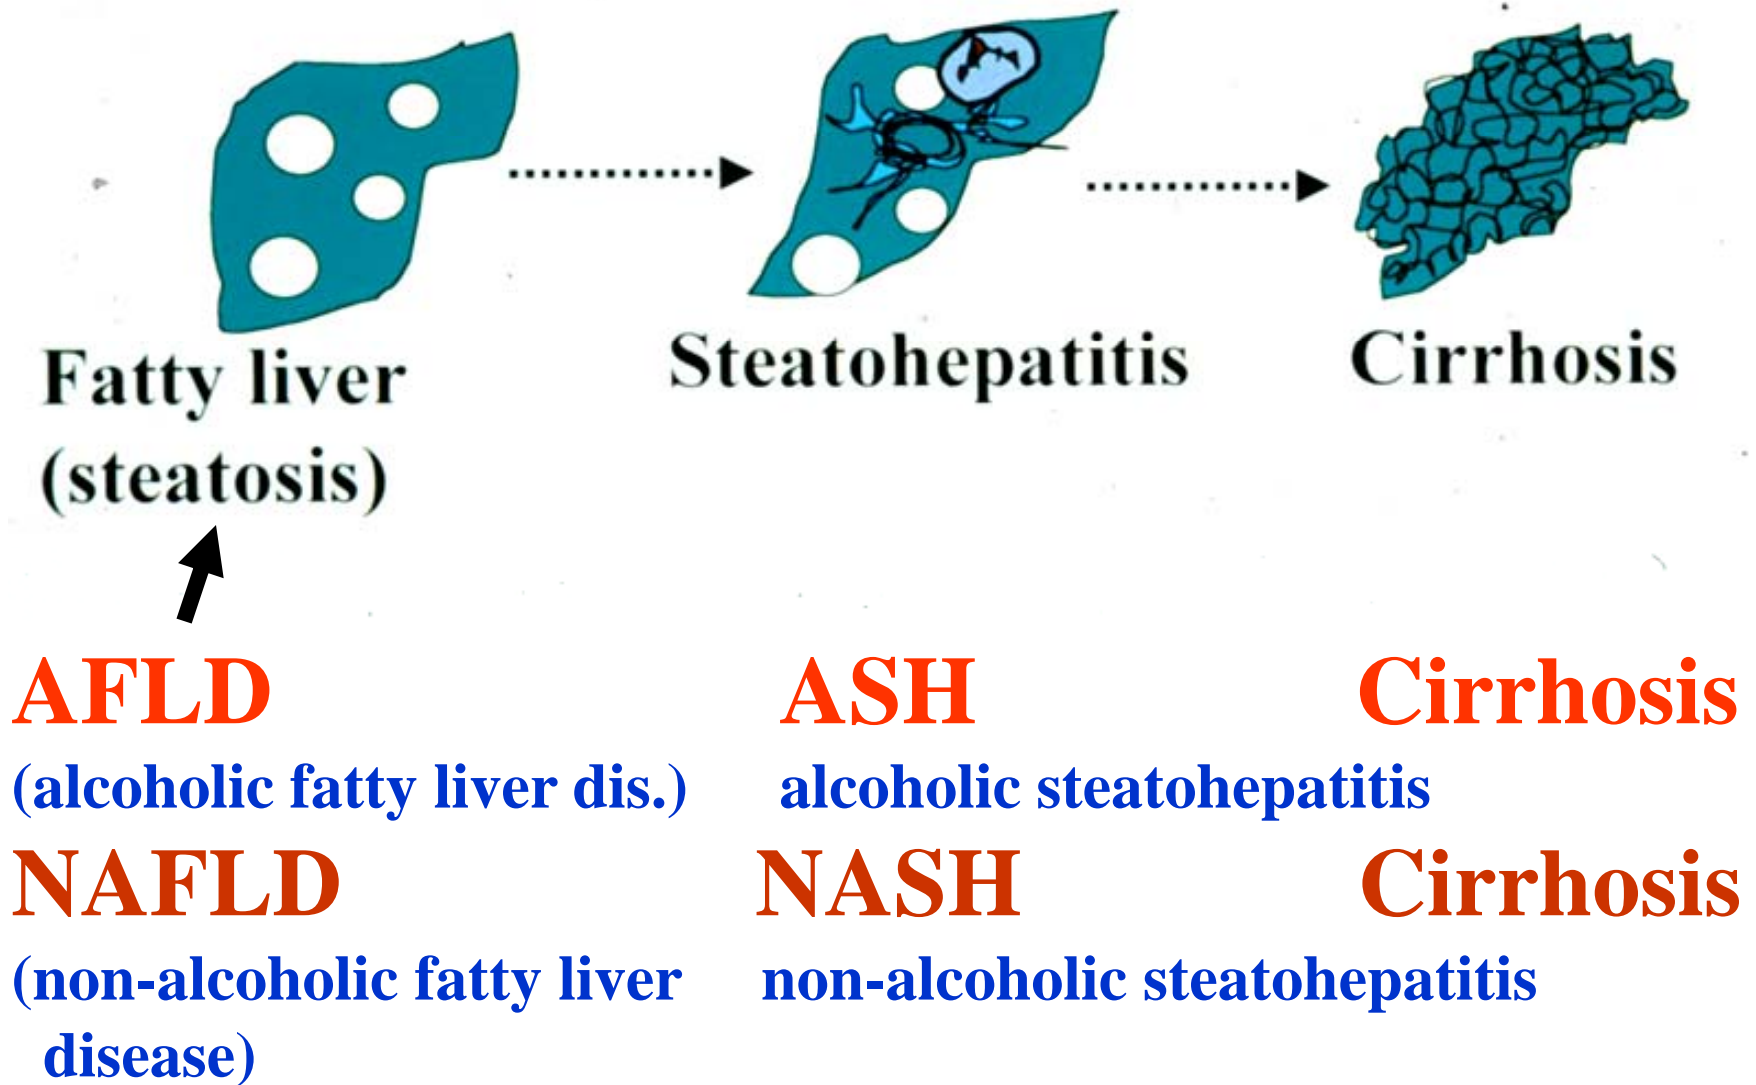 Fatty liver
(steatosis)
Steatohepatitis
Cirrhosis
AFLD
ASH
Cirrhosis
(alcoholic fatty liver dis.)
alcoholic steatohepatitis
NAFLD
NASH
Cirrhosis
(non-alcoholic fatty liver
disease)
non-alcoholic steatohepatitis